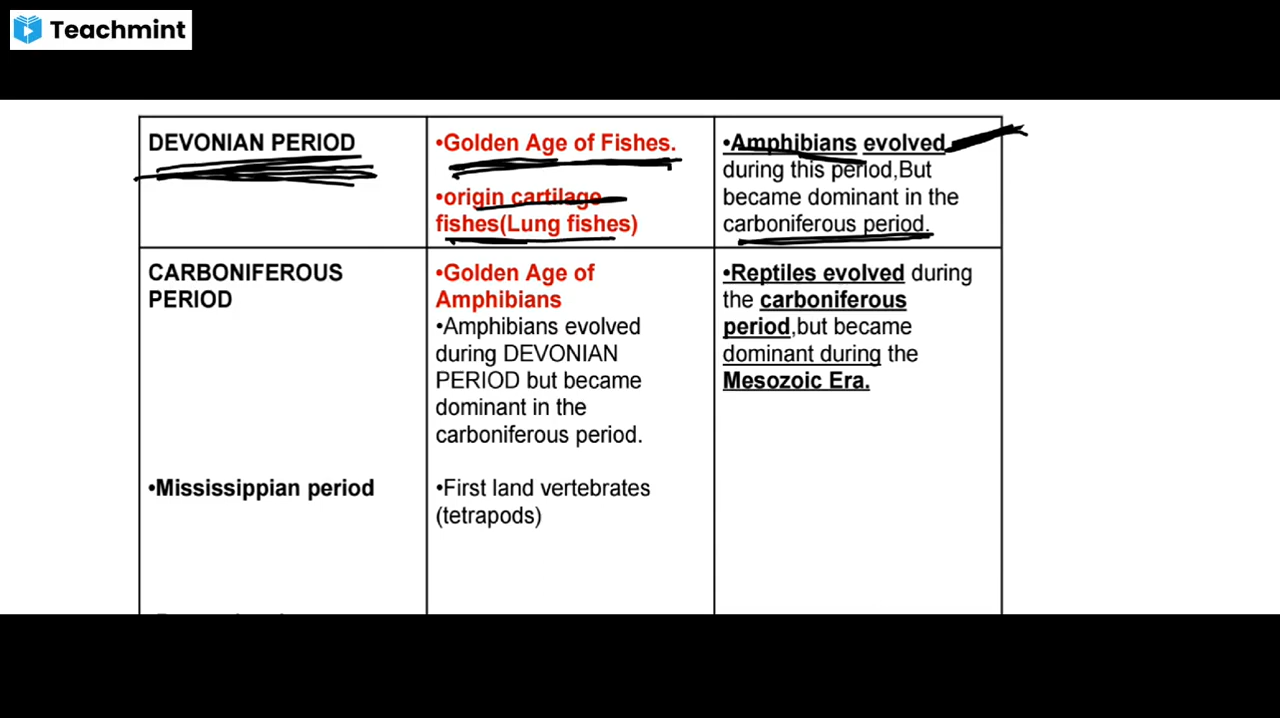 Teachmint
DEVONIAN PERIOD
•Golden Age of Fishes.
•origin cartilage
fishes(Lung fishes)
•Amphibians evolved
during this period,But
became dominant in the
carboniferous period.
CARBONIFEROUS
PERIOD
•Golden Age of
Amphibians
•Amphibians evolved
during DEVONIAN
PERIOD but became
dominant in the
carboniferous period.
•Reptiles evolved during
the carboniferous
period,but became
dominant during the
Mesozoic Era.
•Mississippian period
•First land vertebrates
(tetrapods)